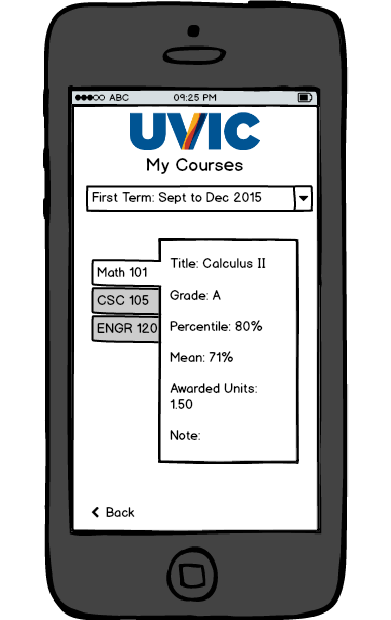 ABC 09:25 PM
UVIC
My Courses
First Term: Sept to Dec 2015
Math 101
CSC 105
ENGR 120
Title: Calculus II
Grade: A
Percentile: 80%
Mean: 71%
Awarded Units:
1.50
Note:
Back